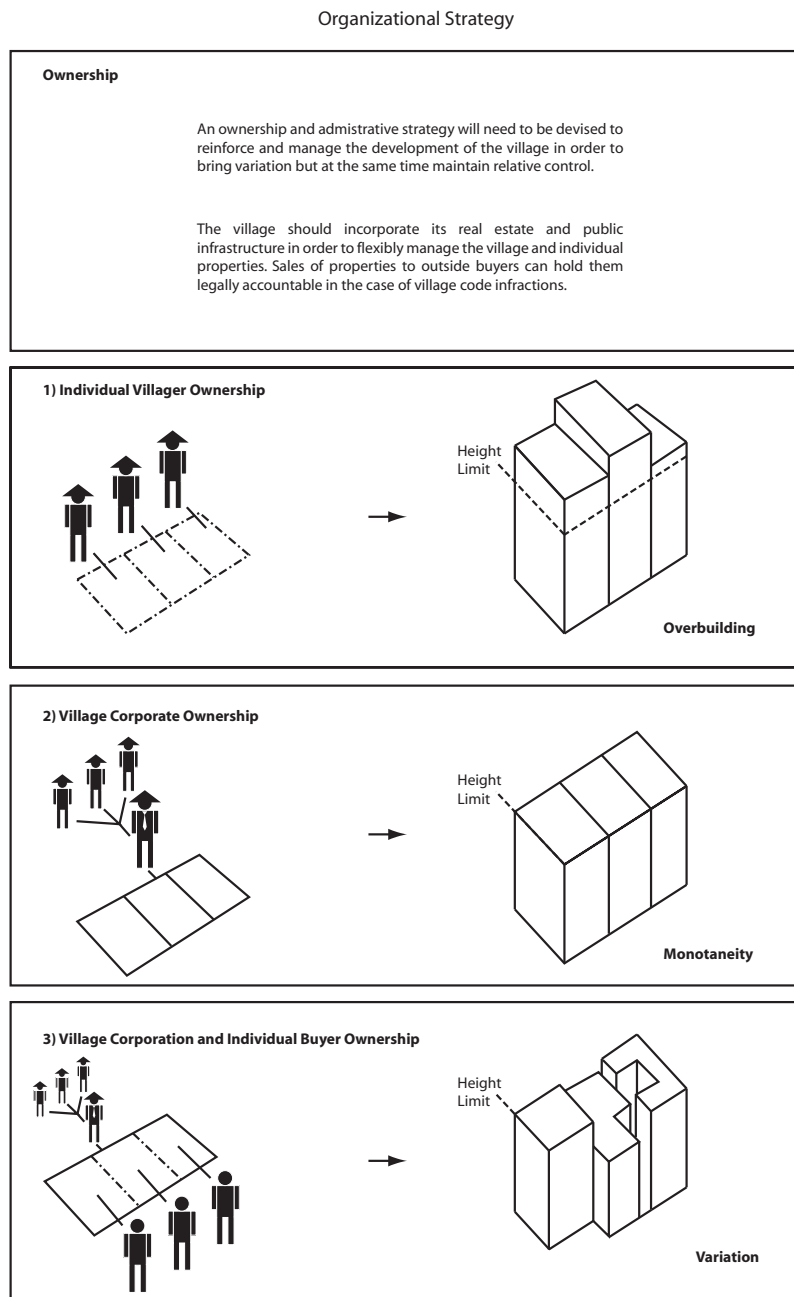 Organizational Strategy
Ownership
An ownership and admistrative strategy will need to be devised to
reinforce and manage the development of the village in order to
bring variation but at the same time maintain relative control.
The village should incorporate its real estate and public
infrastructure in order to flexibly manage the village and individual
properties. Sales of properties to outside buyers can hold them
legally accountable in the case of village code infractions.
1) Individual Villager Ownership
Height
Limit
Overbuilding
2) Village Corporate Ownership
Height
Limit
Monotaneity
3) Village Corporation and Individual Buyer Ownership
Height
Limit
Variation